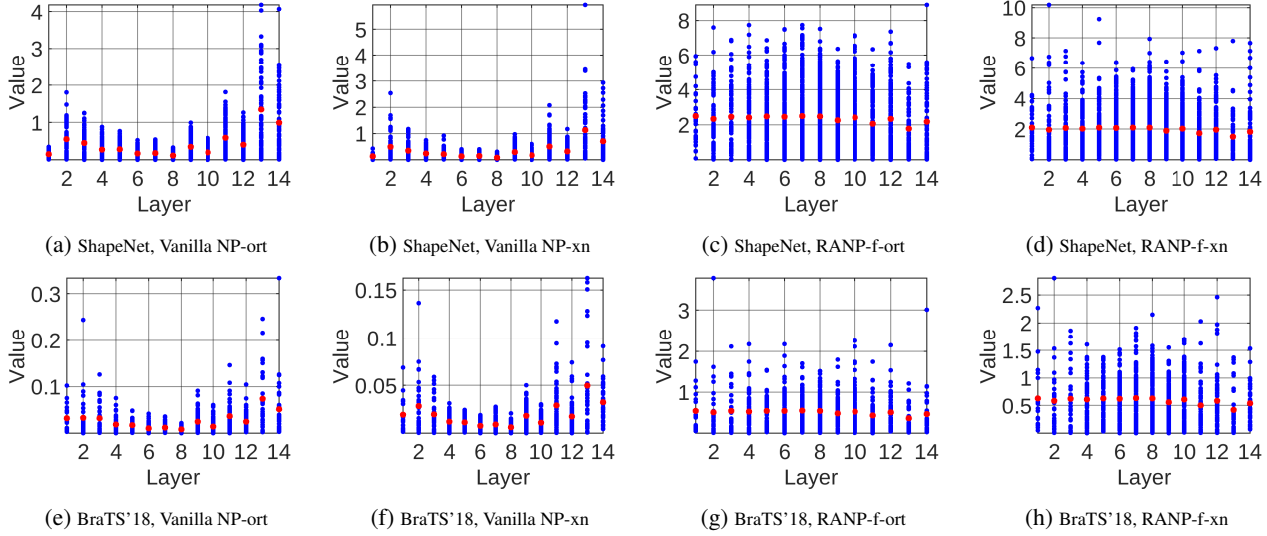 4
3
2
1
Value
2 4 6 8 10 12 14
Layer
(a) ShapeNet, Vanilla NP-ort
5
4
3
2
1
Value
2 4 6 8 10 12 14
Layer
(b) ShapeNet, Vanilla NP-xn
8
6
4
2
Value
2 4 6 8 10 12 14
Layer
(c) ShapeNet, RANP-f-ort
10
8
6
4
2
Value
2 4 6 8 10 12 14
Layer
(d) ShapeNet, RANP-f-xn
0.3
0.2
0.1
Value
2 4 6 8 10 12 14
Layer
(e) BraTS’18, Vanilla NP-ort
0.15
0.1
0.05
Value
2 4 6 8 10 12 14
Layer
(f) BraTS’18, Vanilla NP-xn
3
2
1
Value
2 4 6 8 10 12 14
Layer
(g) BraTS’18, RANP-f-ort
2.5
2
1.5
1
0.5
Value
2 4 6 8 10 12 14
Layer
(h) BraTS’18, RANP-f-xn